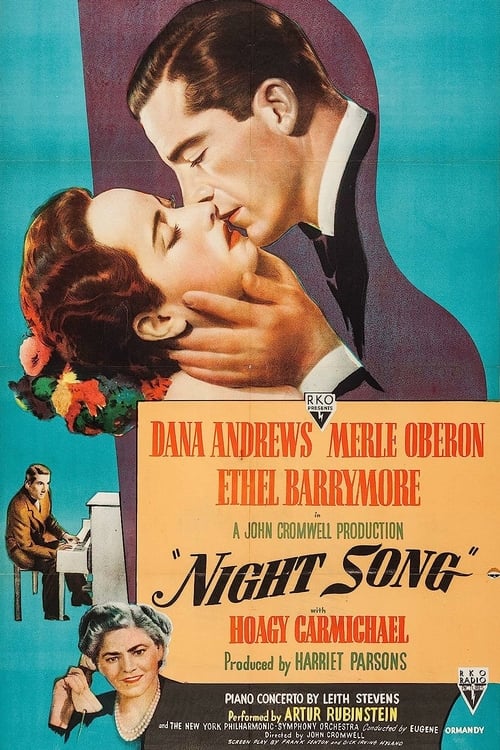 RKO
PRESENTS
DANA ANDREWS MERLE OBERON
ETHEL BARRYMORE
in
A JOHN CROMWELL PRODUCTION
"NIGHT SONG"
with
HOAGY CARMICHAEL
Produced by HARRIET PARSONS
RKO
RADIO
PICTURES
PIANO CONCERTO BY LEITH STEVENS
Performed by ARTUR RUBINSTEIN
and THE NEW YORK PHILHARMONIC-SYMPHONY ORCHESTRA Conducted by EUGENE ORMANDY
Directed by JOHN CROMWELL
SCREEN PLAY by FRANK FENTON and DICK IRVING HYLAND